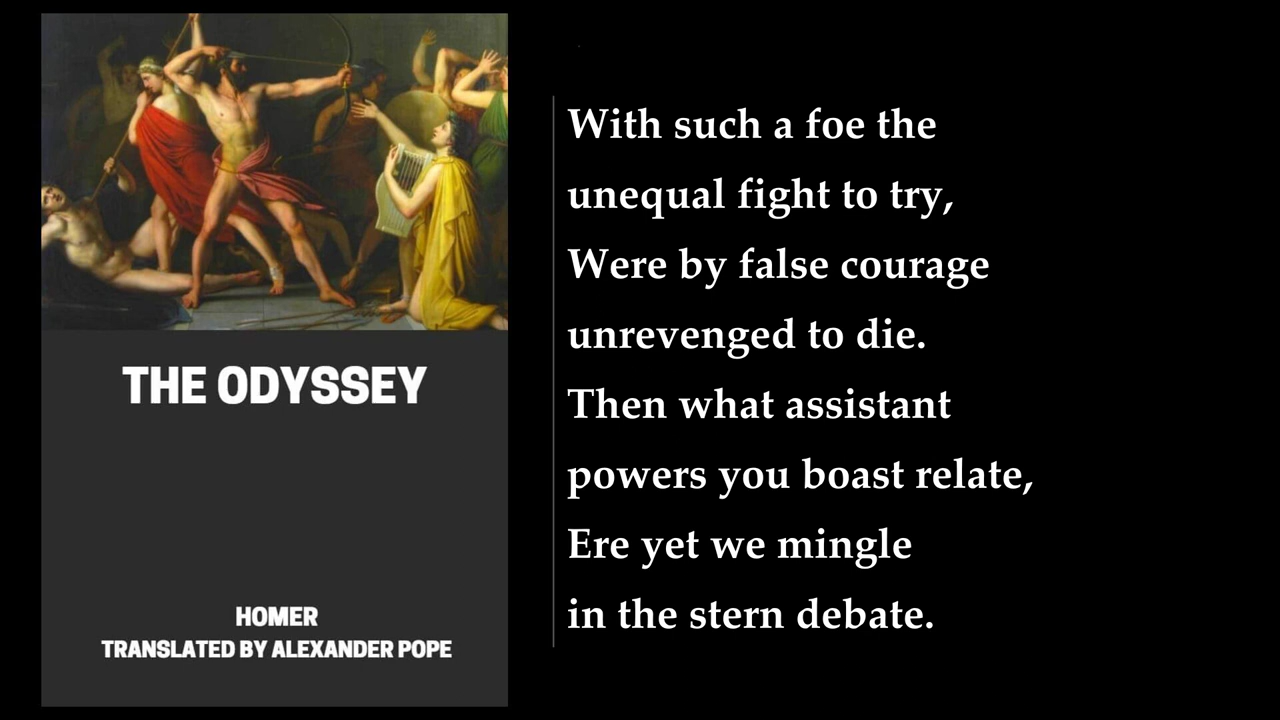 THE ODYSSEY
HOMER
TRANSLATED BY ALEXANDER POPE
With such a foe the
unequal fight to try,
Were by false courage
unrevenged to die.
Then what assistant
powers you boast relate,
Ere yet we mingle
in the stern debate.